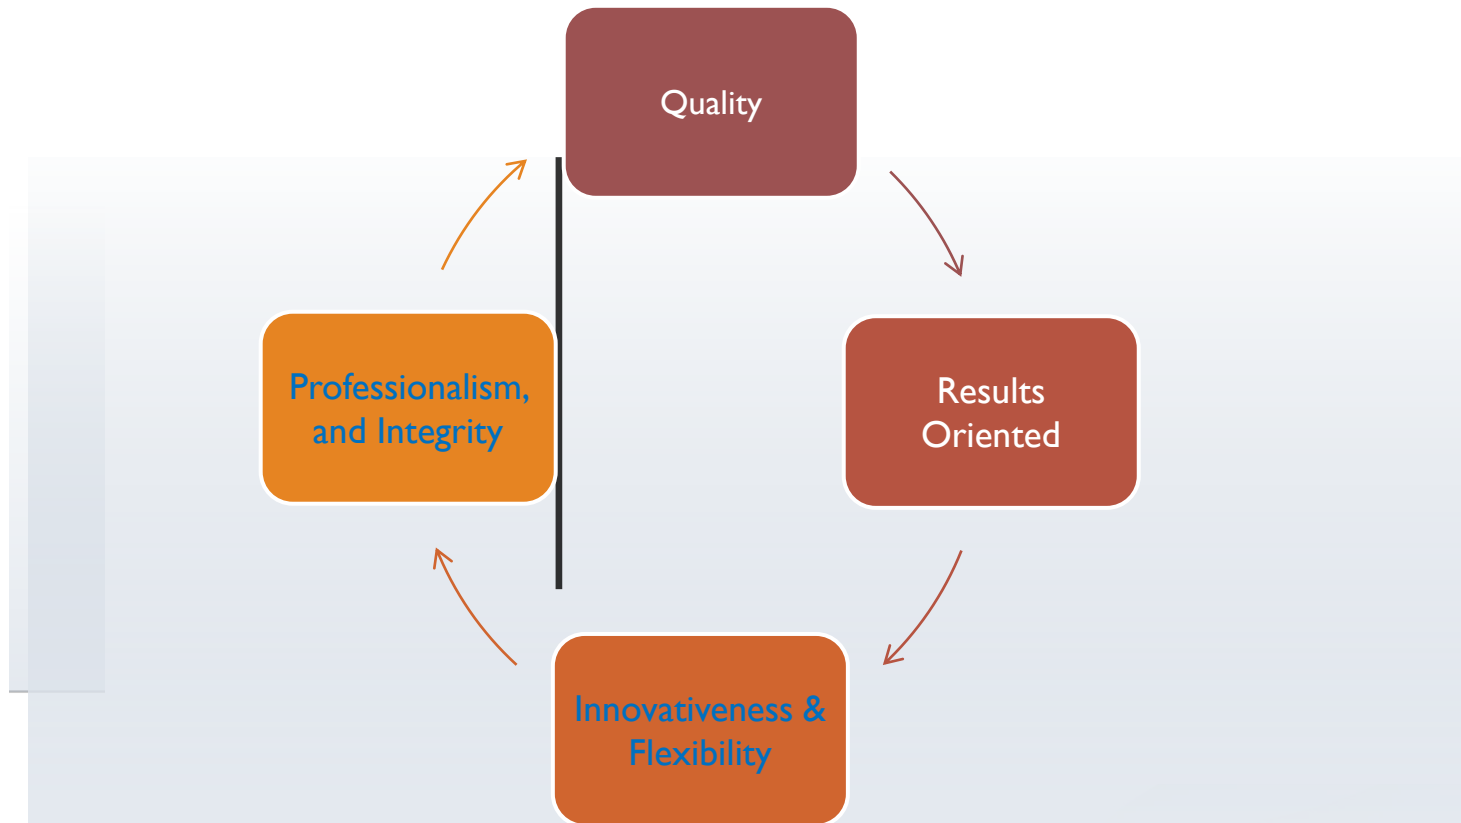 Quality
Professionalism,
and Integrity
Results
Oriented
Innovativeness &
Flexibility